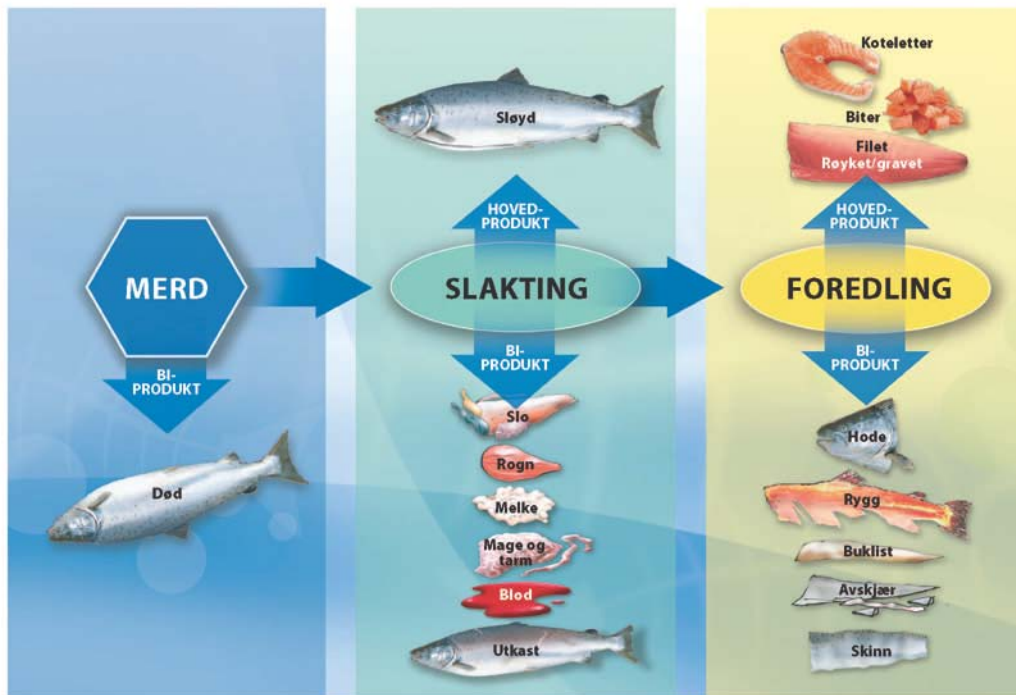 MERD
BI-
PRODUKT
Død
Sløyd
HOVED-
PRODUKT
SLAKTING
BI-
PRODUKT
Slo
Rogn
Melke
Mage og
tarm
Blod
Utkast
Koteletter
Biter
Filet
Røyket/gravet
HOVED-
PRODUKT
FOREDLING
BI-
PRODUKT
Hode
Rygg
Buklist
Avskjær
Skinn